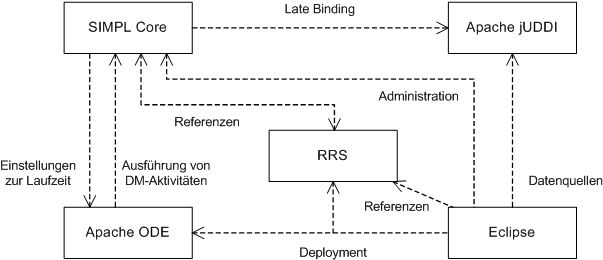 Late Binding
SIMPL Core
Apache jUDDI
Administration
Referenzen
RRS
Einstellungen
zur Laufzeit
Ausführung von
DM-Aktivitäten
Datenquellen
Referenzen
Apache ODE
Eclipse
Deployment